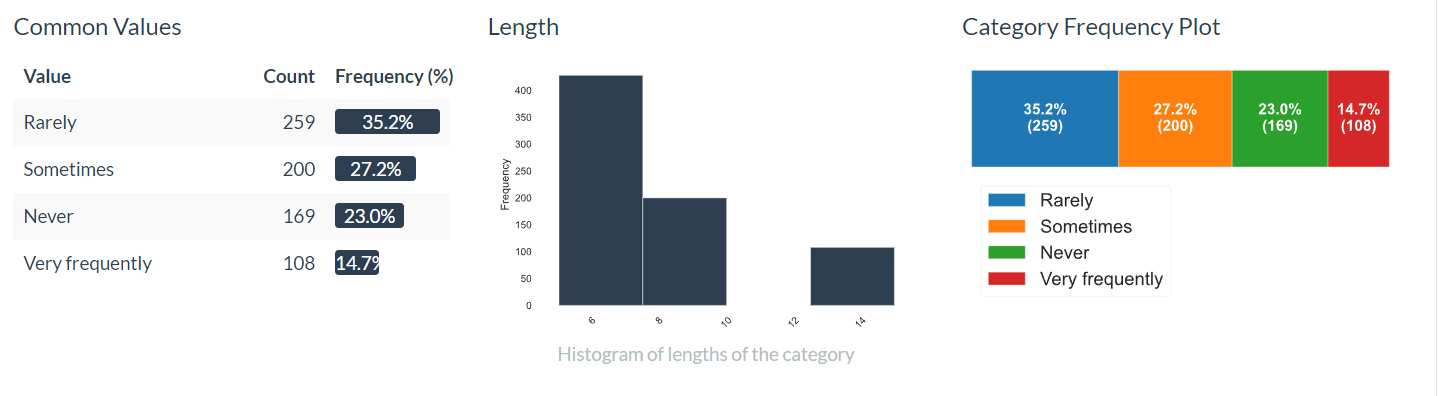 Common Values
Value Count Frequency (%)
Rarely 259 35.2%
Sometimes 200 27.2%
Never 169 23.0%
Very frequently 108 14.7%
Length
400
350
300
250
200
150
100
50
0
Frequency
6 8 10 12 14
Histogram of lengths of the category
Category Frequency Plot
35.2% 27.2% 23.0% 14.7%
(259) (200) (169) (108)
Rarely
Sometimes
Never
Very frequently